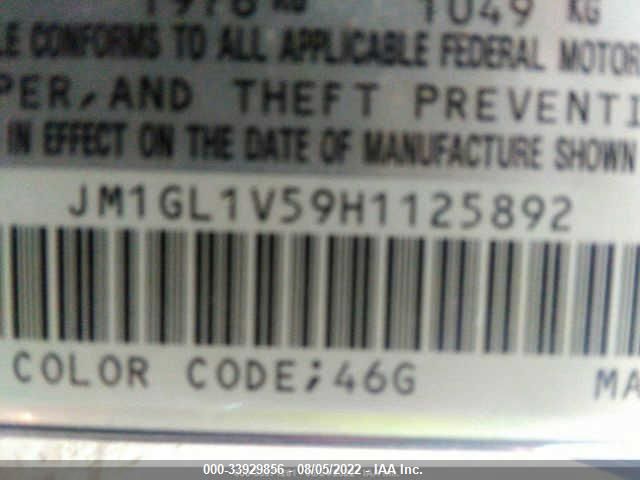 1049 KG
LE CONFORMS TO ALL APPLICABLE FEDERAL MOTOR
PER, AND THEFT PREVENTI
IN EFFECT ON THE DATE OF MANUFACTURE SHOWN
JM1GL1V59H1125892
COLOR CODE;46G MA
000-33929856 - 08/05/2022 - IAA Inc.